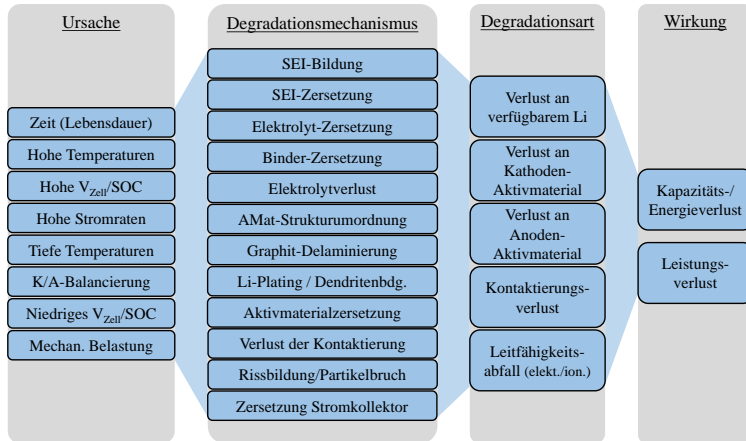 Ursache
Zeit (Lebensdauer)
Hohe Temperaturen
Hohe V_Zell/SOC
Hohe Stromraten
Tiefe Temperaturen
K/A-Balancierung
Niedriges V_Zell/SOC
Mechan. Belastung
Degradationsmechanismus
SEI-Bildung
SEI-Zersetzung
Elektrolyt-Zersetzung
Binder-Zersetzung
Elektrolytverlust
AMat-Strukturumordnung
Graphit-Delaminierung
Li-Plating / Dendritenbdg.
Aktivmaterialzersetzung
Verlust der Kontaktierung
Rissbildung/Partikelbruch
Zersetzung Stromkollektor
Degradationsart
Verlust an
verfügbarem Li
Verlust an
Kathoden-
Aktivmaterial
Verlust an
Anoden-
Aktivmaterial
Kontaktierungs-
verlust
Leitfähigkeits-
abfall (elekt./ion.)
Wirkung
Kapazitäts-/
Energieverlust
Leistungs-
verlust